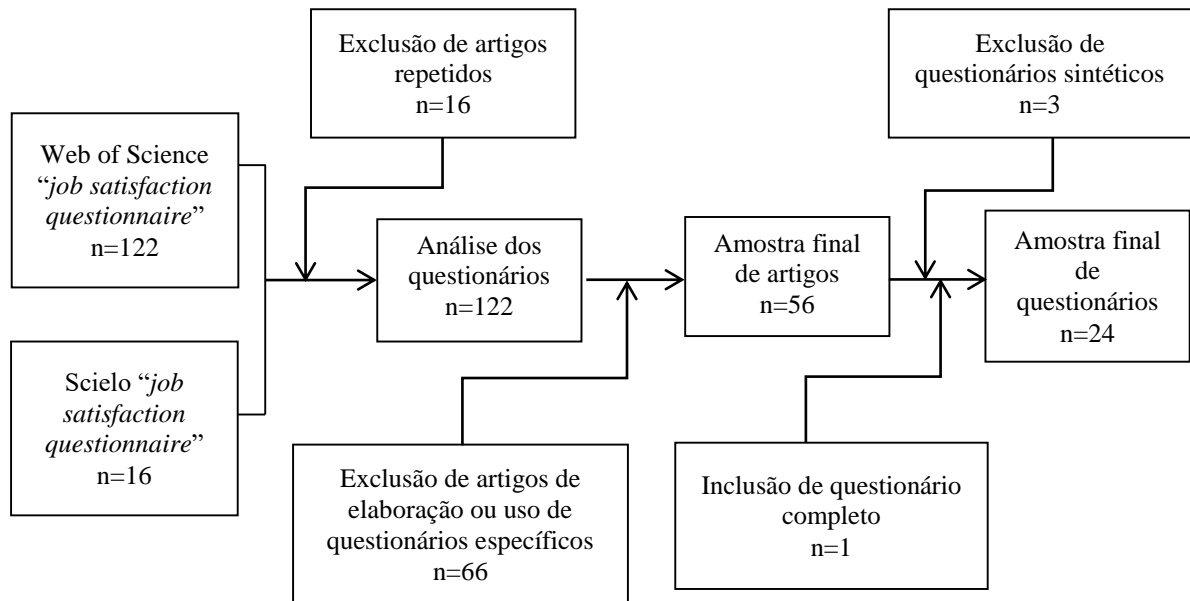 Exclusão de artigos
repetidos
n=16
Exclusão de
questionários sintéticos
n=3
Web of Science
“job satisfaction
questionnaire”
n=122
Análise dos
questionários
n=122
Amostra final
de artigos
n=56
Amostra final
de
questionários
n=24
Scielo “job
satisfaction
questionnaire”
n=16
Exclusão de artigos de
elaboração ou uso de
questionários específicos
n=66
Inclusão de questionário
completo
n=1